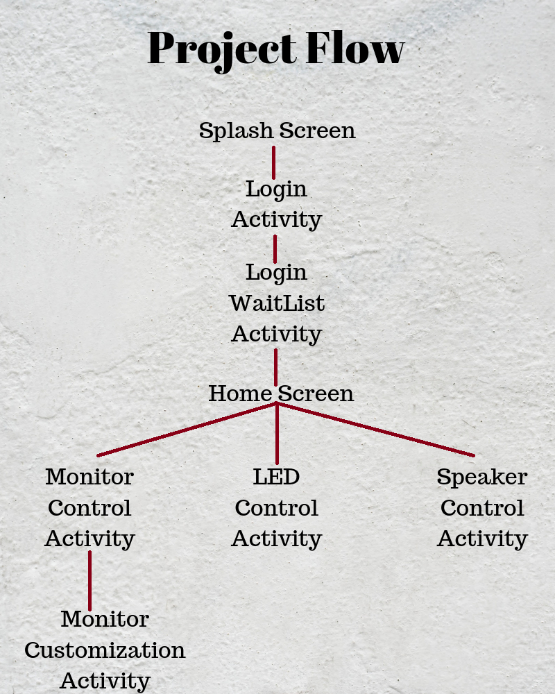 Project Flow
Splash Screen
Login
Activity
Login
WaitList
Activity
Home Screen
Monitor
Control
Activity
LED
Control
Activity
Speaker
Control
Activity
Monitor
Customization
Activity